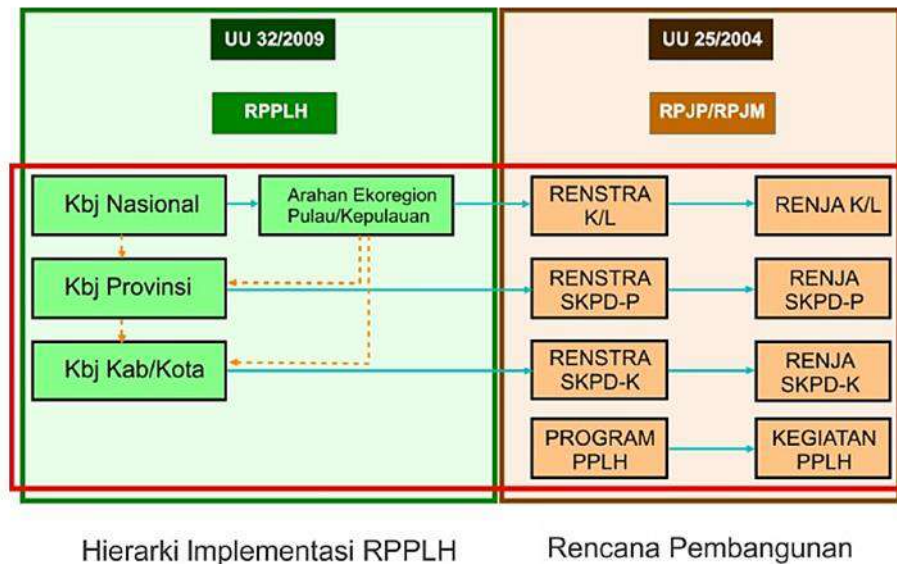 UU 32/2009
UU 25/2004
RPPLH
RPJP/RPJM
Kbj Nasional
Arahan Ekoregion
Pulau/Kepulauan
RENSTRA
K/L
RENJA K/L
Kbj Provinsi
RENSTRA
SKPD-P
RENJA
SKPD-P
Kbj Kab/Kota
RENSTRA
SKPD-K
RENJA
SKPD-K
PROGRAM
PPLH
KEGIATAN
PPLH
Hierarki Implementasi RPPLH
Rencana Pembangunan